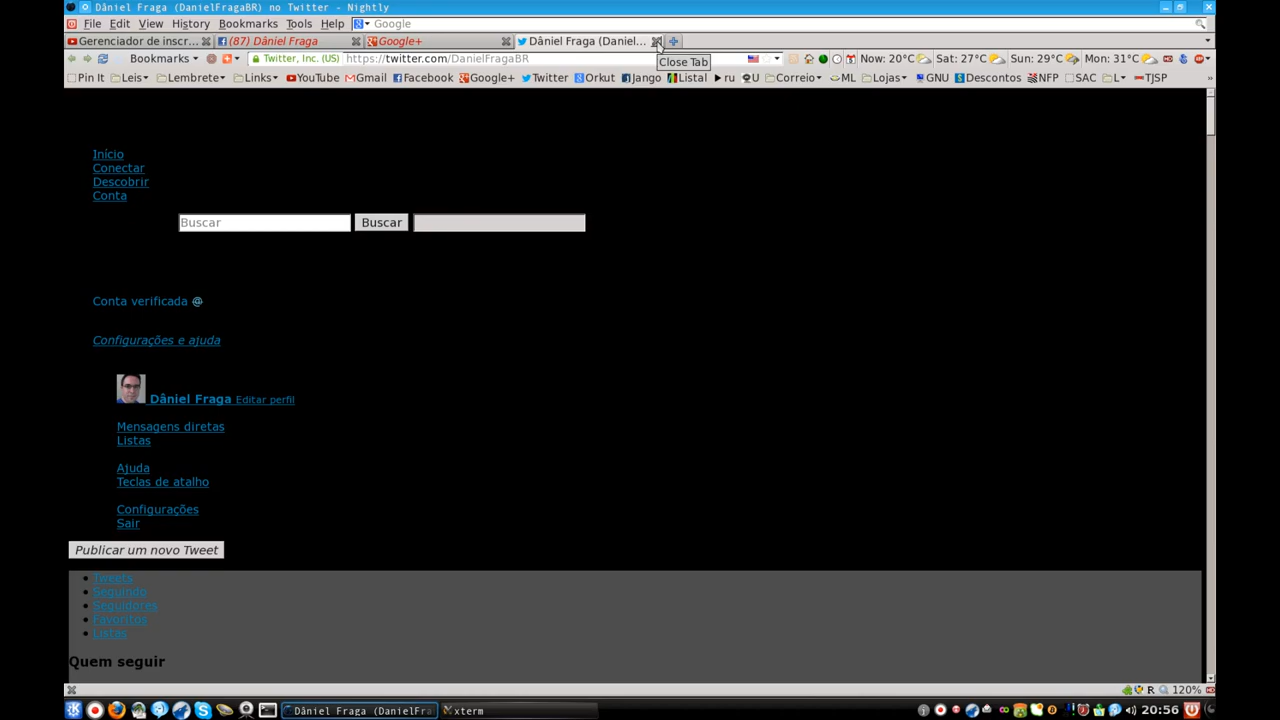 Dâniel Fraga (DanielFragaBR) no Twitter - Nightly
File Edit View History Bookmarks Tools Help Google
Gerenciador de inscr... (87) Dâniel Fraga Google+ Dâniel Fraga (Daniel...
Bookmarks Twitter, Inc. (US) https://twitter.com/DanielFragaBR Now: 20°C Sat: 27°C Sun: 29°C Mon: 31°C
Close Tab
Pin It Leis Lembrete Links YouTube Gmail Facebook Google+ Twitter Orkut Jango Listal ru U Correio ML Lojas GNU Descontos NFP SAC L TJSP »
Início
Conectar
Descobrir
Conta
Buscar Buscar
Conta verificada @
Configurações e ajuda
Dâniel Fraga Editar perfil
Mensagens diretas
Listas
Ajuda
Teclas de atalho
Configurações
Sair
Publicar um novo Tweet
Tweets
Seguindo
Seguidores
Favoritos
Listas
Quem seguir
R 120%
Dâniel Fraga (DanielFra xterm 20:56